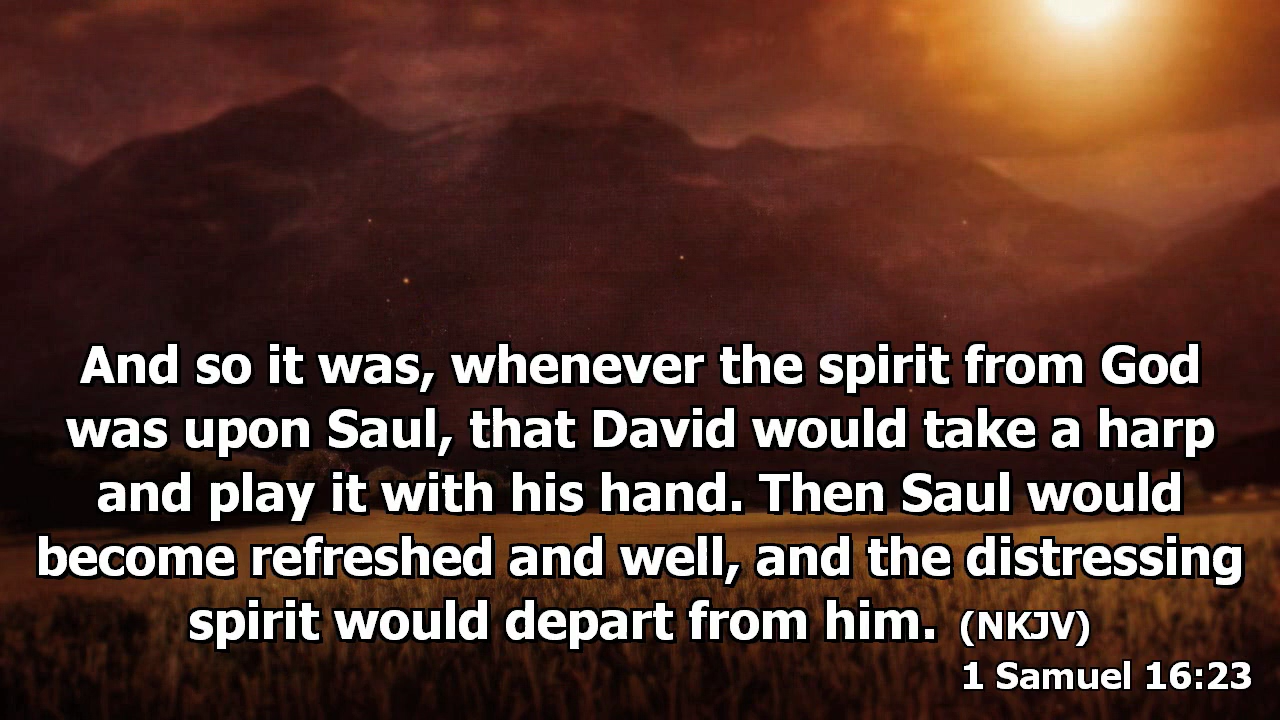 And so it was, whenever the spirit from God
was upon Saul, that David would take a harp
and play it with his hand. Then Saul would
become refreshed and well, and the distressing
spirit would depart from him. (NKJV)
1 Samuel 16:23